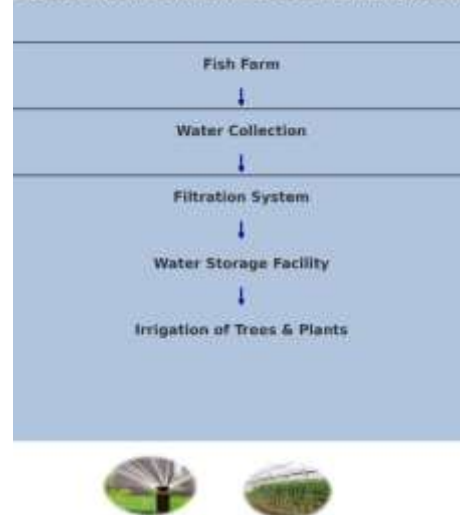 Fish Farm
Water Collection
Filtration System
Water Storage Facility
Irrigation of Trees & Plants